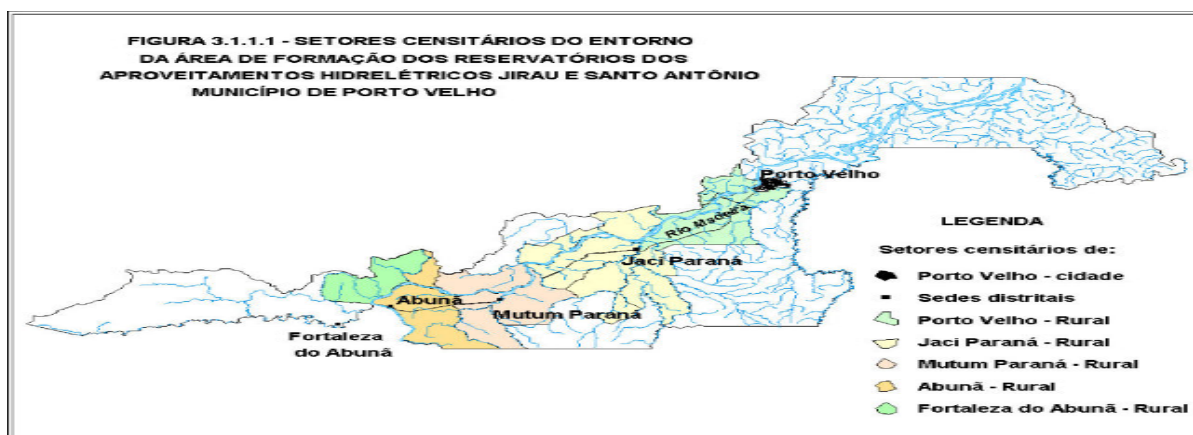 FIGURA 3.1.1.1 - SETORES CENSITÁRIOS DO ENTORNO
DA ÁREA DE FORMAÇÃO DOS RESERVATÓRIOS DOS
APROVEITAMENTOS HIDRELÉTRICOS JIRAU E SANTO ANTÔNIO
MUNICÍPIO DE PORTO VELHO
Porto Velho
Rio Madeira
Jaci Paraná
Abunã
Mutum Paraná
Fortaleza
do Abunã
LEGENDA
Setores censitários de:
Porto Velho - cidade
Sedes distritais
Porto Velho - Rural
Jaci Paraná - Rural
Mutum Paraná - Rural
Abunã - Rural
Fortaleza do Abunã - Rural